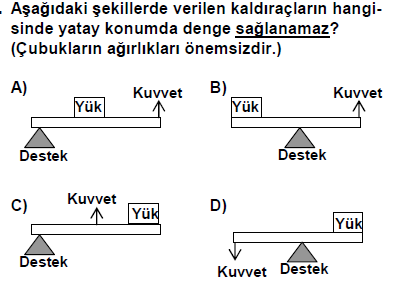 . Aşağıdaki şekillerde verilen kaldıraçların hangi-
sinde yatay konumda denge sağlanamaz?
(Çubukların ağırlıkları önemsizdir.)
A)
Kuvvet
Yük
Destek
B)
Kuvvet
Yük
Destek
C)
Kuvvet
Yük
Destek
D)
Yük
Kuvvet
Destek